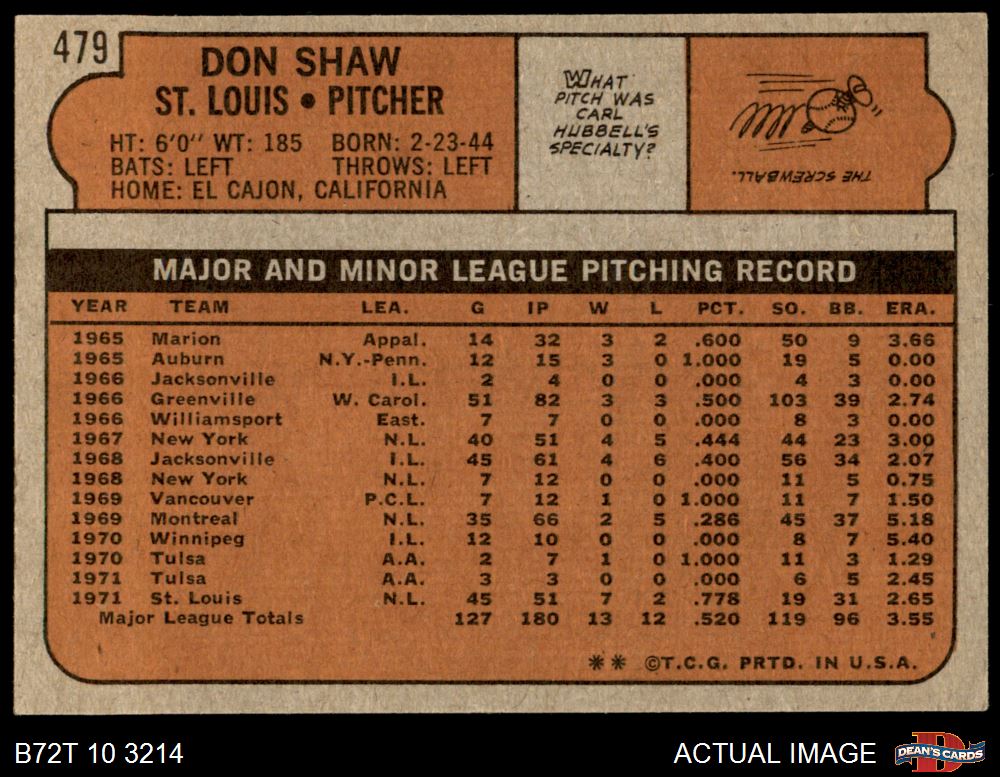 479
DON SHAW
ST. LOUIS • PITCHER
HT: 6'0" WT: 185 BORN: 2-23-44
BATS: LEFT THROWS: LEFT
HOME: EL CAJON, CALIFORNIA
WHAT
PITCH WAS
CARL
HUBBELL'S
SPECIALTY?
THE SCREWBALL.
MAJOR AND MINOR LEAGUE PITCHING RECORD
YEAR TEAM LEA. G IP W L PCT. SO. BB. ERA.
1965 Marion Appal. 14 32 3 2 .600 50 9 3.66
1965 Auburn N.Y.-Penn. 12 15 3 0 1.000 19 5 0.00
1966 Jacksonville I.L. 2 4 0 0 .000 4 3 0.00
1966 Greenville W. Carol. 51 82 3 3 .500 103 39 2.74
1966 Williamsport East. 7 7 0 0 .000 8 3 0.00
1967 New York N.L. 40 51 4 5 .444 44 23 3.00
1968 Jacksonville I.L. 45 61 4 6 .400 56 34 2.07
1968 New York N.L. 7 12 0 0 .000 11 5 0.75
1969 Vancouver P.C.L. 7 12 1 0 1.000 11 7 1.50
1969 Montreal N.L. 35 66 2 5 .286 45 37 5.18
1970 Winnipeg I.L. 12 10 0 0 .000 8 7 5.40
1970 Tulsa A.A. 2 7 1 0 1.000 11 3 1.29
1971 Tulsa A.A. 3 3 0 0 .000 6 5 2.45
1971 St. Louis N.L. 45 51 7 2 .778 19 31 2.65
Major League Totals 127 180 13 12 .520 119 96 3.55
** ©T.C.G. PRTD. IN U.S.A.
B72T 10 3214
ACTUAL IMAGE
D
DEAN'S CARDS